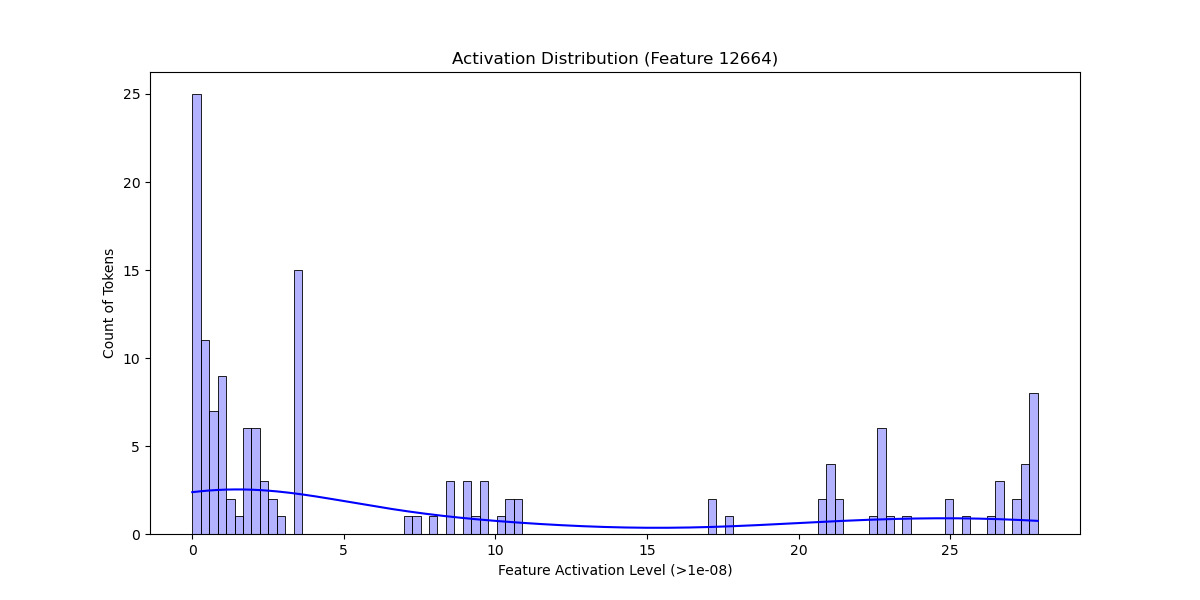 Activation Distribution (Feature 12664)
25
20
15
10
5
0
Count of Tokens
0 5 10 15 20 25
Feature Activation Level (>1e-08)